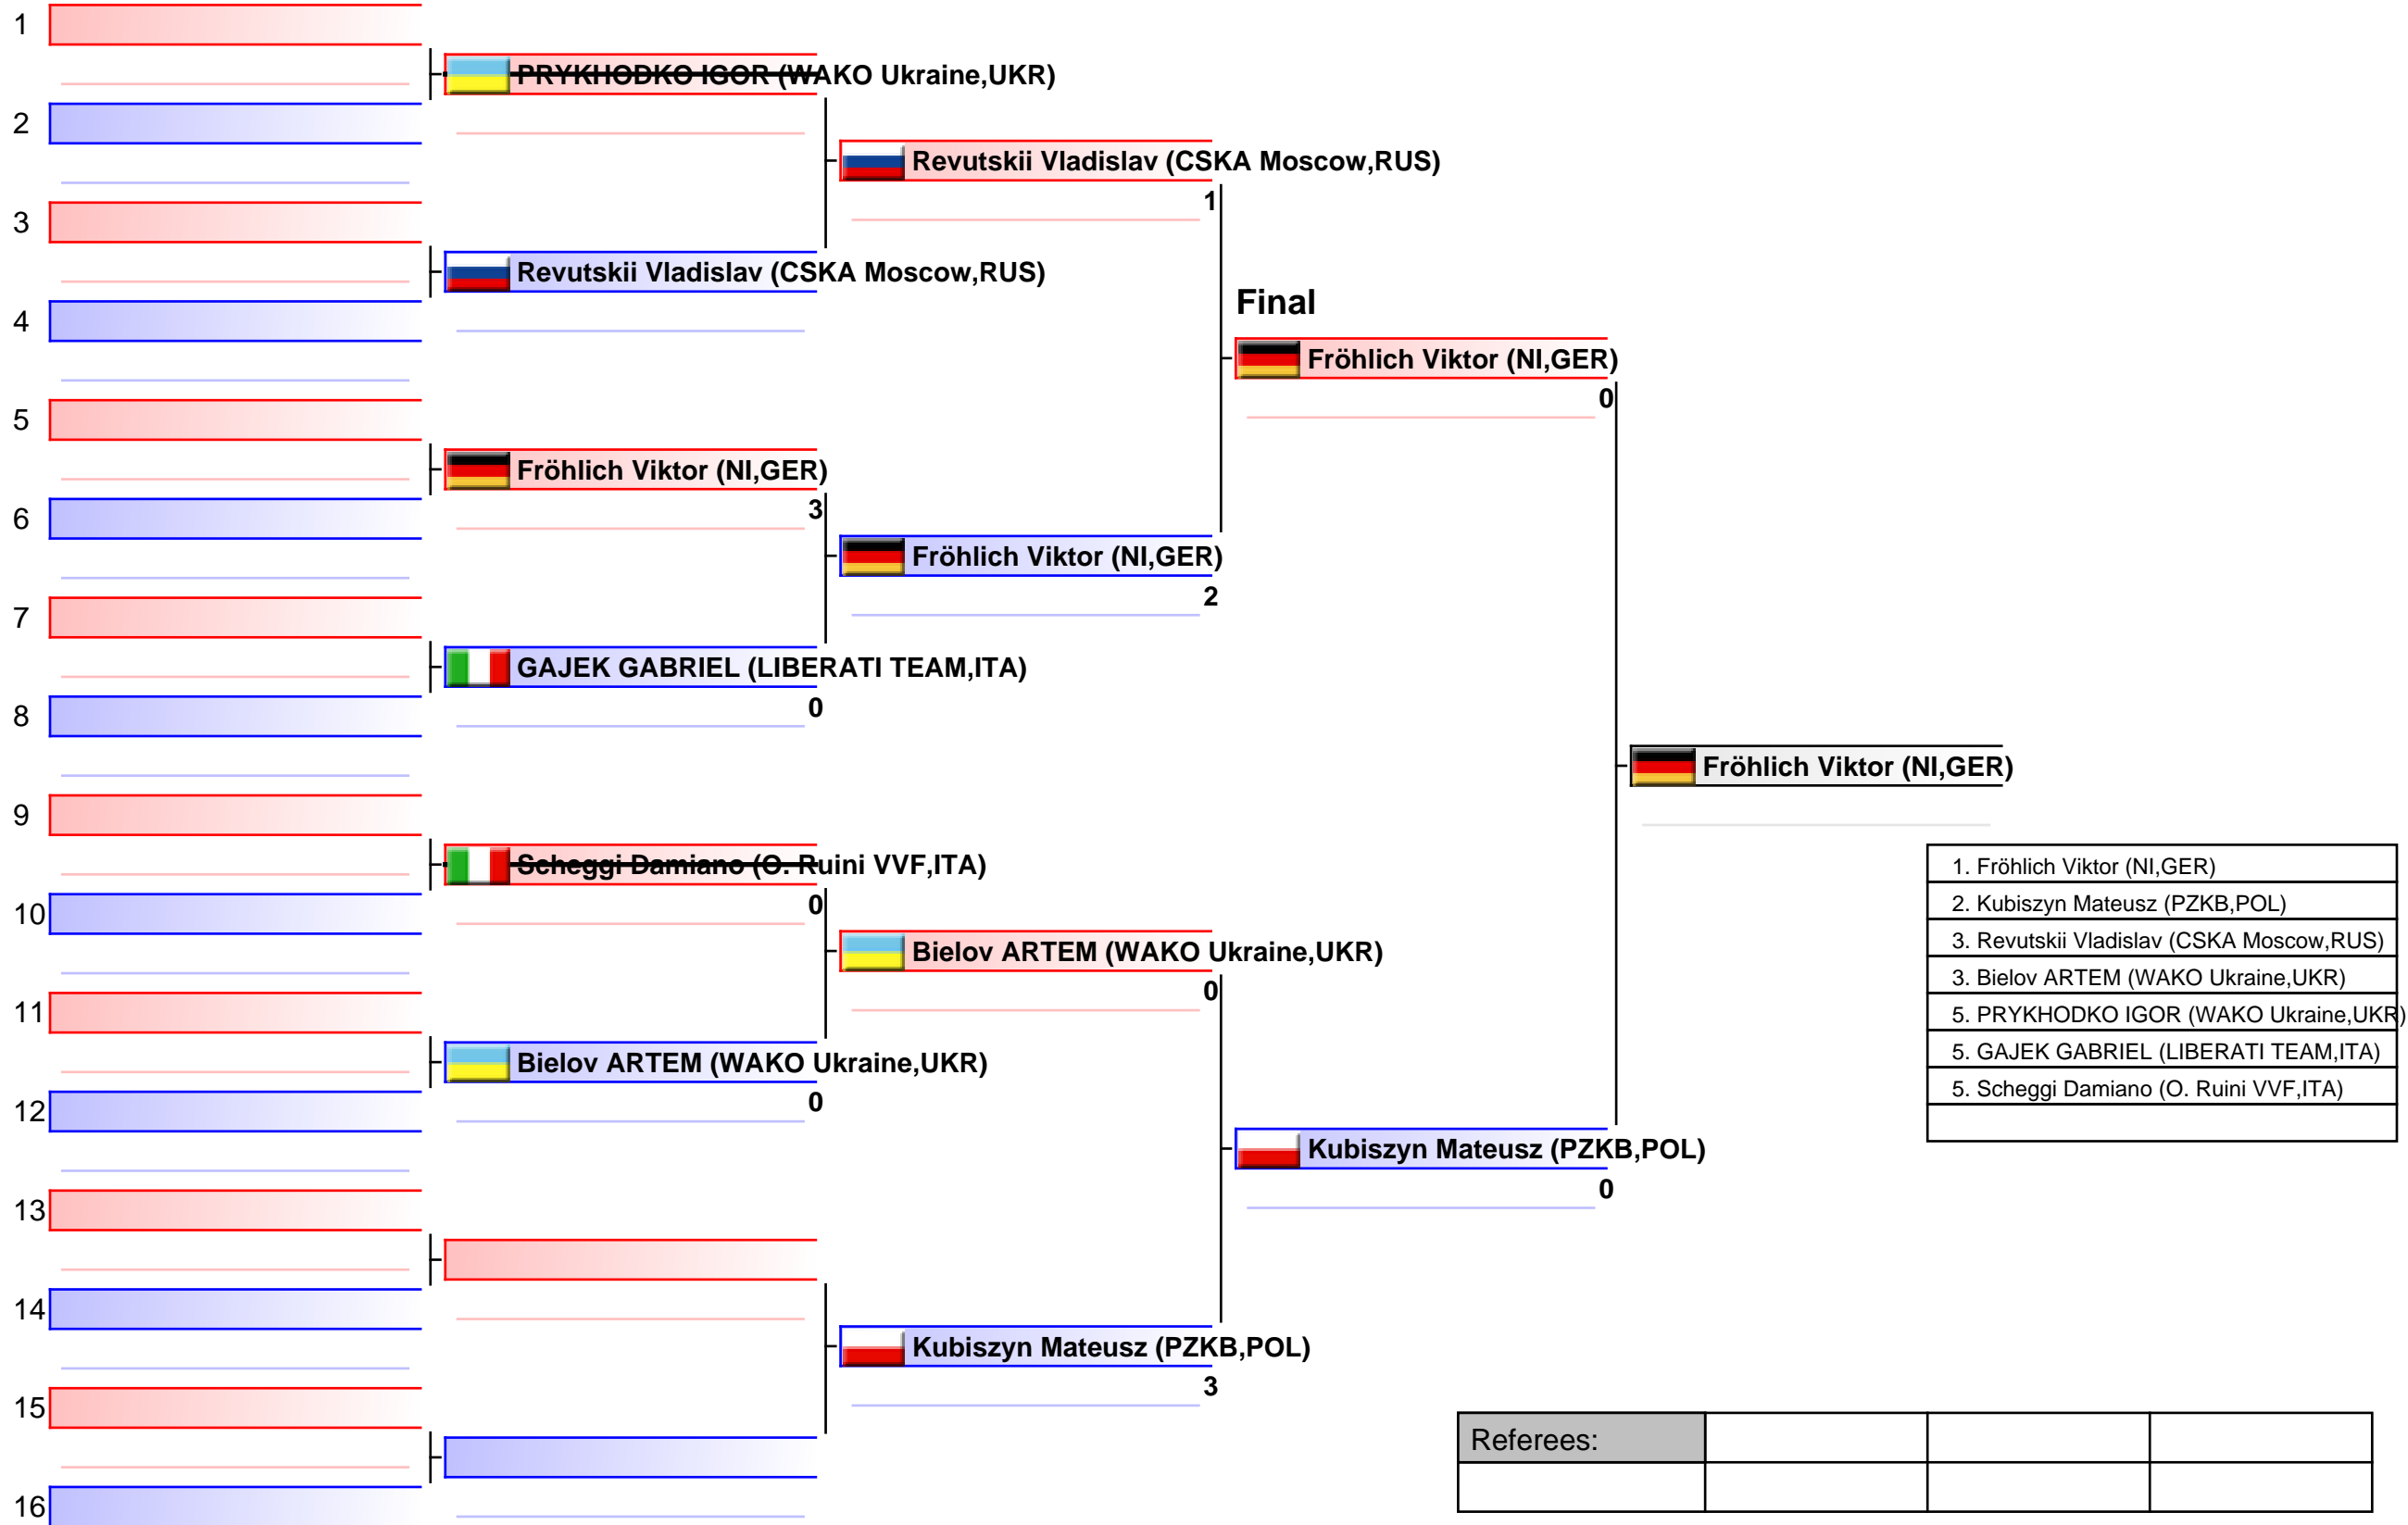 1
PRYKHODKO IGOR (WAKO Ukraine,UKR)
2
Revutskii Vladislav (CSKA Moscow,RUS)
1
3
Revutskii Vladislav (CSKA Moscow,RUS)
4
Final
Fröhlich Viktor (NI,GER)
0
5
Fröhlich Viktor (NI,GER)
3
6
Fröhlich Viktor (NI,GER)
2
7
GAJEK GABRIEL (LIBERATI TEAM,ITA)
0
8
Fröhlich Viktor (NI,GER)
9
Scheggi Damiano (O. Ruini VVF,ITA)
0
10
Bielov ARTEM (WAKO Ukraine,UKR)
0
11
Bielov ARTEM (WAKO Ukraine,UKR)
0
12
1. Fröhlich Viktor (NI,GER)
2. Kubiszyn Mateusz (PZKB,POL)
3. Revutskii Vladislav (CSKA Moscow,RUS)
3. Bielov ARTEM (WAKO Ukraine,UKR)
5. PRYKHODKO IGOR (WAKO Ukraine,UKR)
5. GAJEK GABRIEL (LIBERATI TEAM,ITA)
5. Scheggi Damiano (O. Ruini VVF,ITA)
Kubiszyn Mateusz (PZKB,POL)
0
13
14
Kubiszyn Mateusz (PZKB,POL)
3
15
16
Referees: